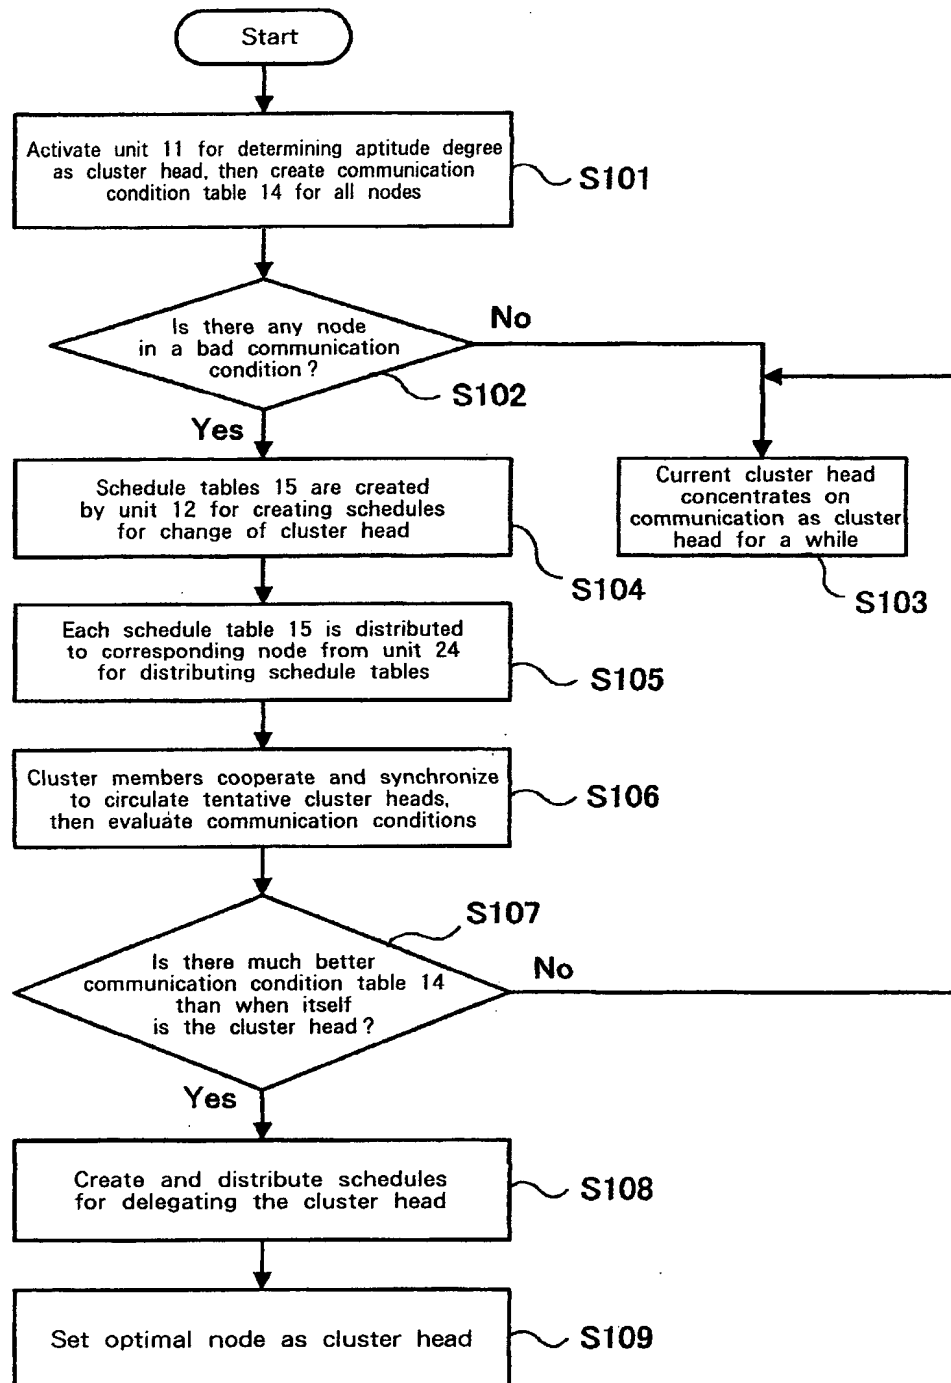 Start
Activate unit 11 for determining aptitude degree
as cluster head, then create communication
condition table 14 for all nodes
S101
Is there any node
in a bad communication
condition ?
No
S102
Yes
Schedule tables 15 are created
by unit 12 for creating schedules
for change of cluster head
S104
Current cluster head
concentrates on
communication as cluster
head for a while
S103
Each schedule table 15 is distributed
to corresponding node from unit 24
for distributing schedule tables
S105
Cluster members cooperate and synchronize
to circulate tentative cluster heads,
then evaluate communication conditions
S106
S107
Is there much better
communication condition table 14
than when itself
is the cluster head ?
No
Yes
Create and distribute schedules
for delegating the cluster head
S108
Set optimal node as cluster head
S109